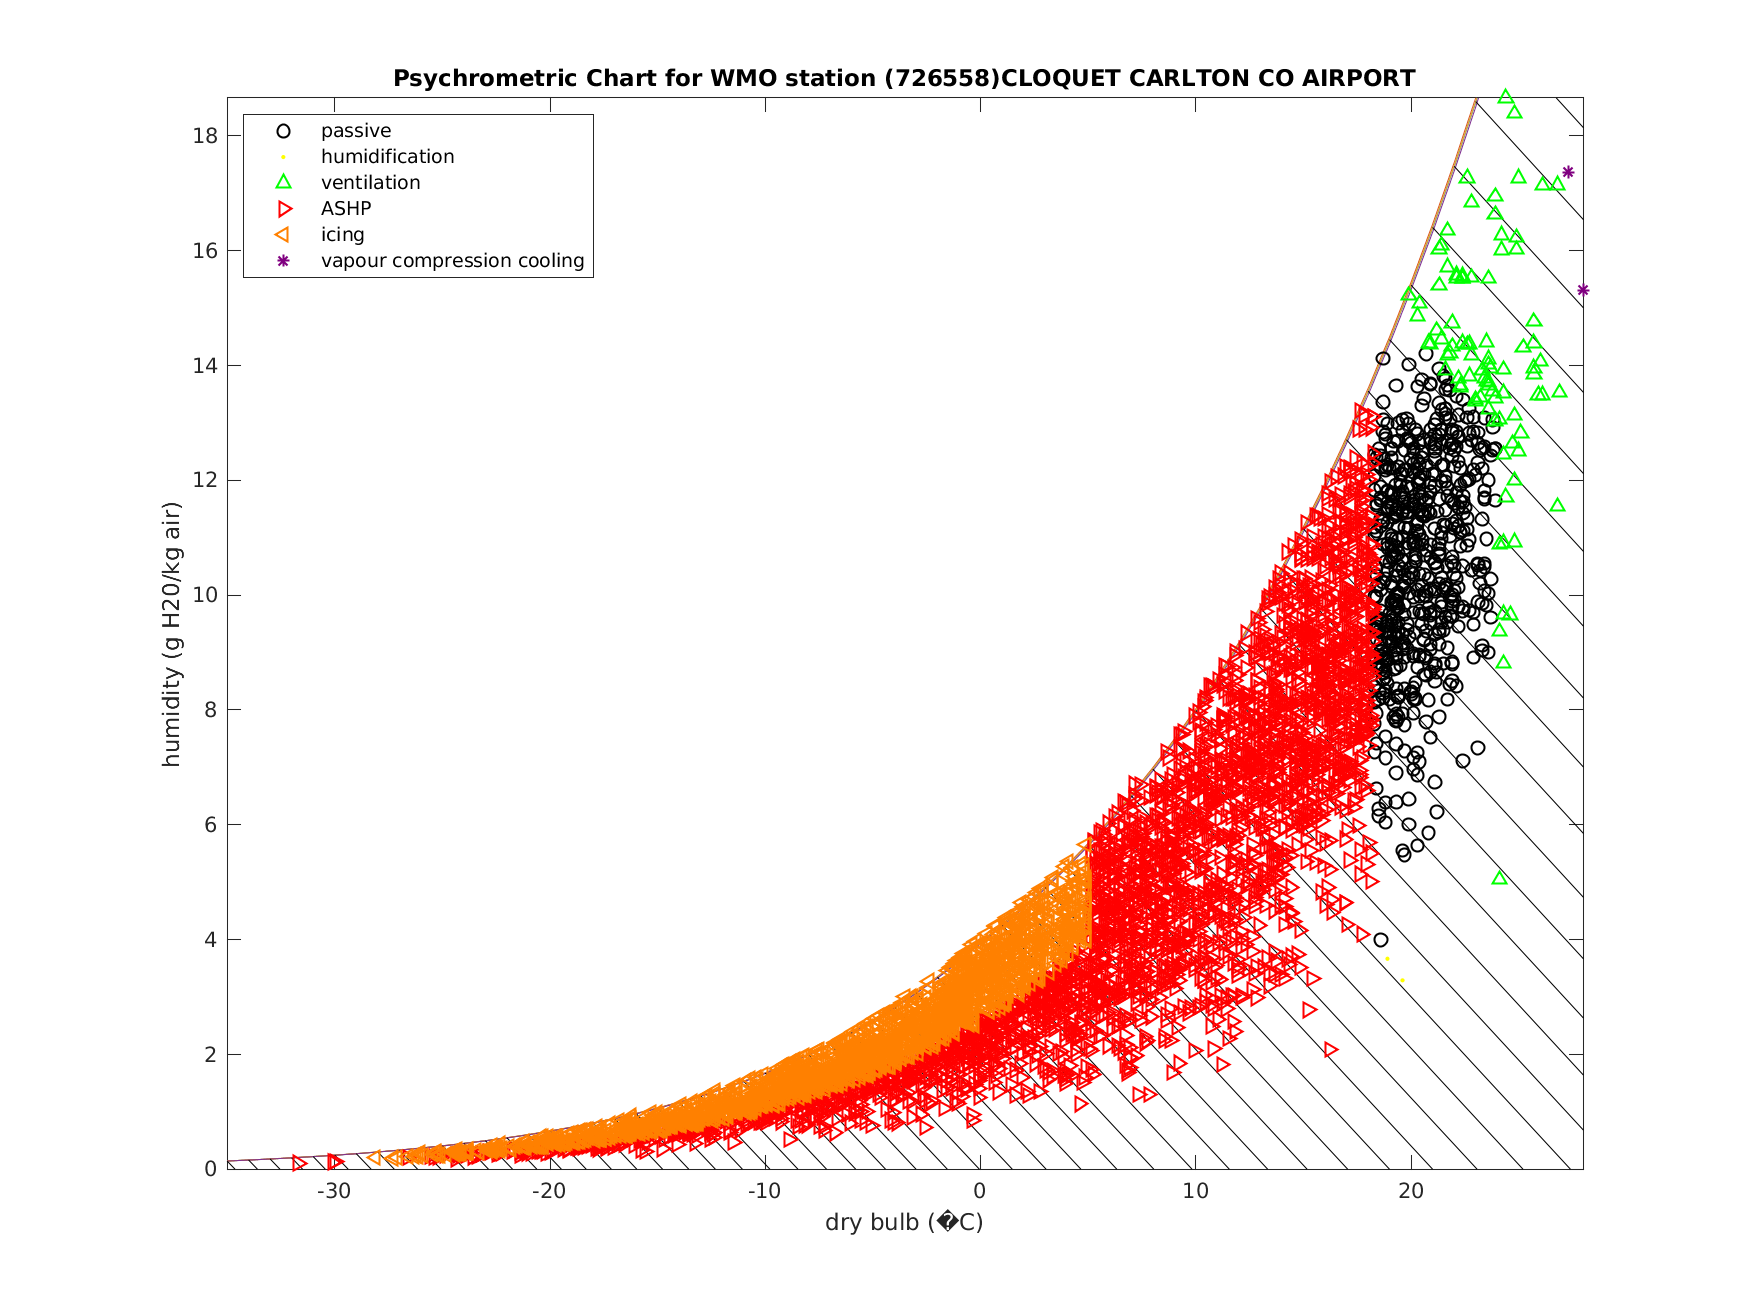 Psychrometric Chart for WMO station (726558)CLOQUET CARLTON CO AIRPORT
passive
humidification
ventilation
ASHP
icing
vapour compression cooling
18
16
14
12
10
8
6
4
2
0
humidity (g H20/kg air)
-30
-20
-10
0
10
20
dry bulb (�C)